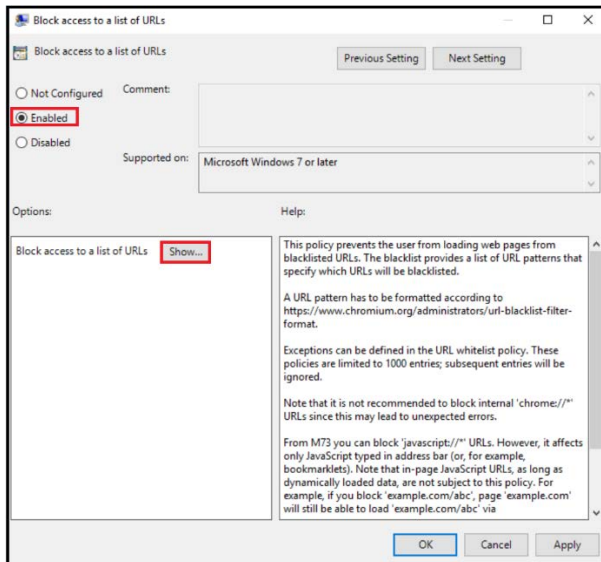 Block access to a list of URLs
Block access to a list of URLs
Previous Setting
Next Setting
Not Configured
Comment:
Enabled
Disabled
Supported on:
Microsoft Windows 7 or later
Options:
Help:
Block access to a list of URLs
Show...
This policy prevents the user from loading web pages from
blacklisted URLs. The blacklist provides a list of URL patterns that
specify which URLs will be blacklisted.
A URL pattern has to be formatted according to
https://www.chromium.org/administrators/url-blacklist-filter-
format.
Exceptions can be defined in the URL whitelist policy. These
policies are limited to 1000 entries; subsequent entries will be
ignored.
Note that it is not recommended to block internal 'chrome://*'
URLs since this may lead to unexpected errors.
From M73 you can block 'javascript://*' URLs. However, it affects
only JavaScript typed in address bar (or, for example,
bookmarklets). Note that in-page JavaScript URLs, as long as
dynamically loaded data, are not subject to this policy. For
example, if you block 'example.com/abc', page 'example.com'
will still be able to load 'example.com/abc' via
OK
Cancel
Apply